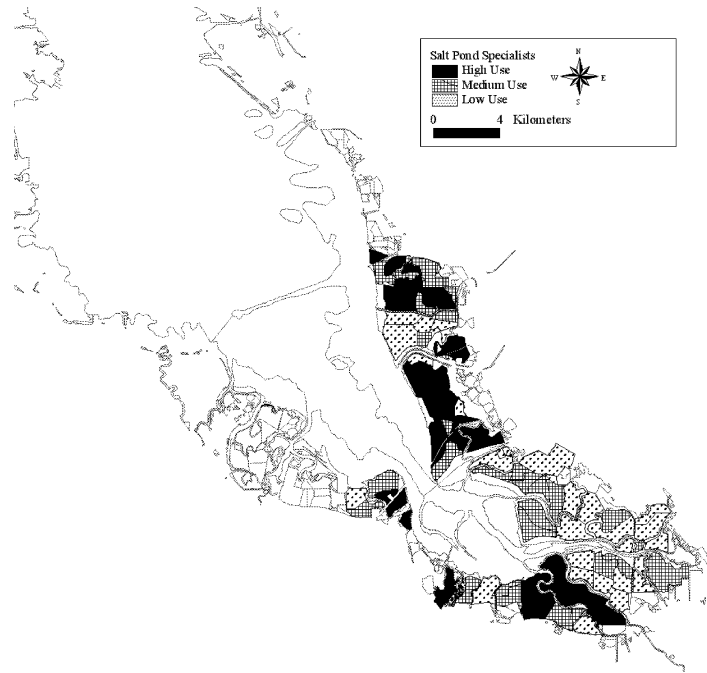 Salt Pond Specialists
High Use
Medium Use
Low Use
N
W E
S
0 4 Kilometers